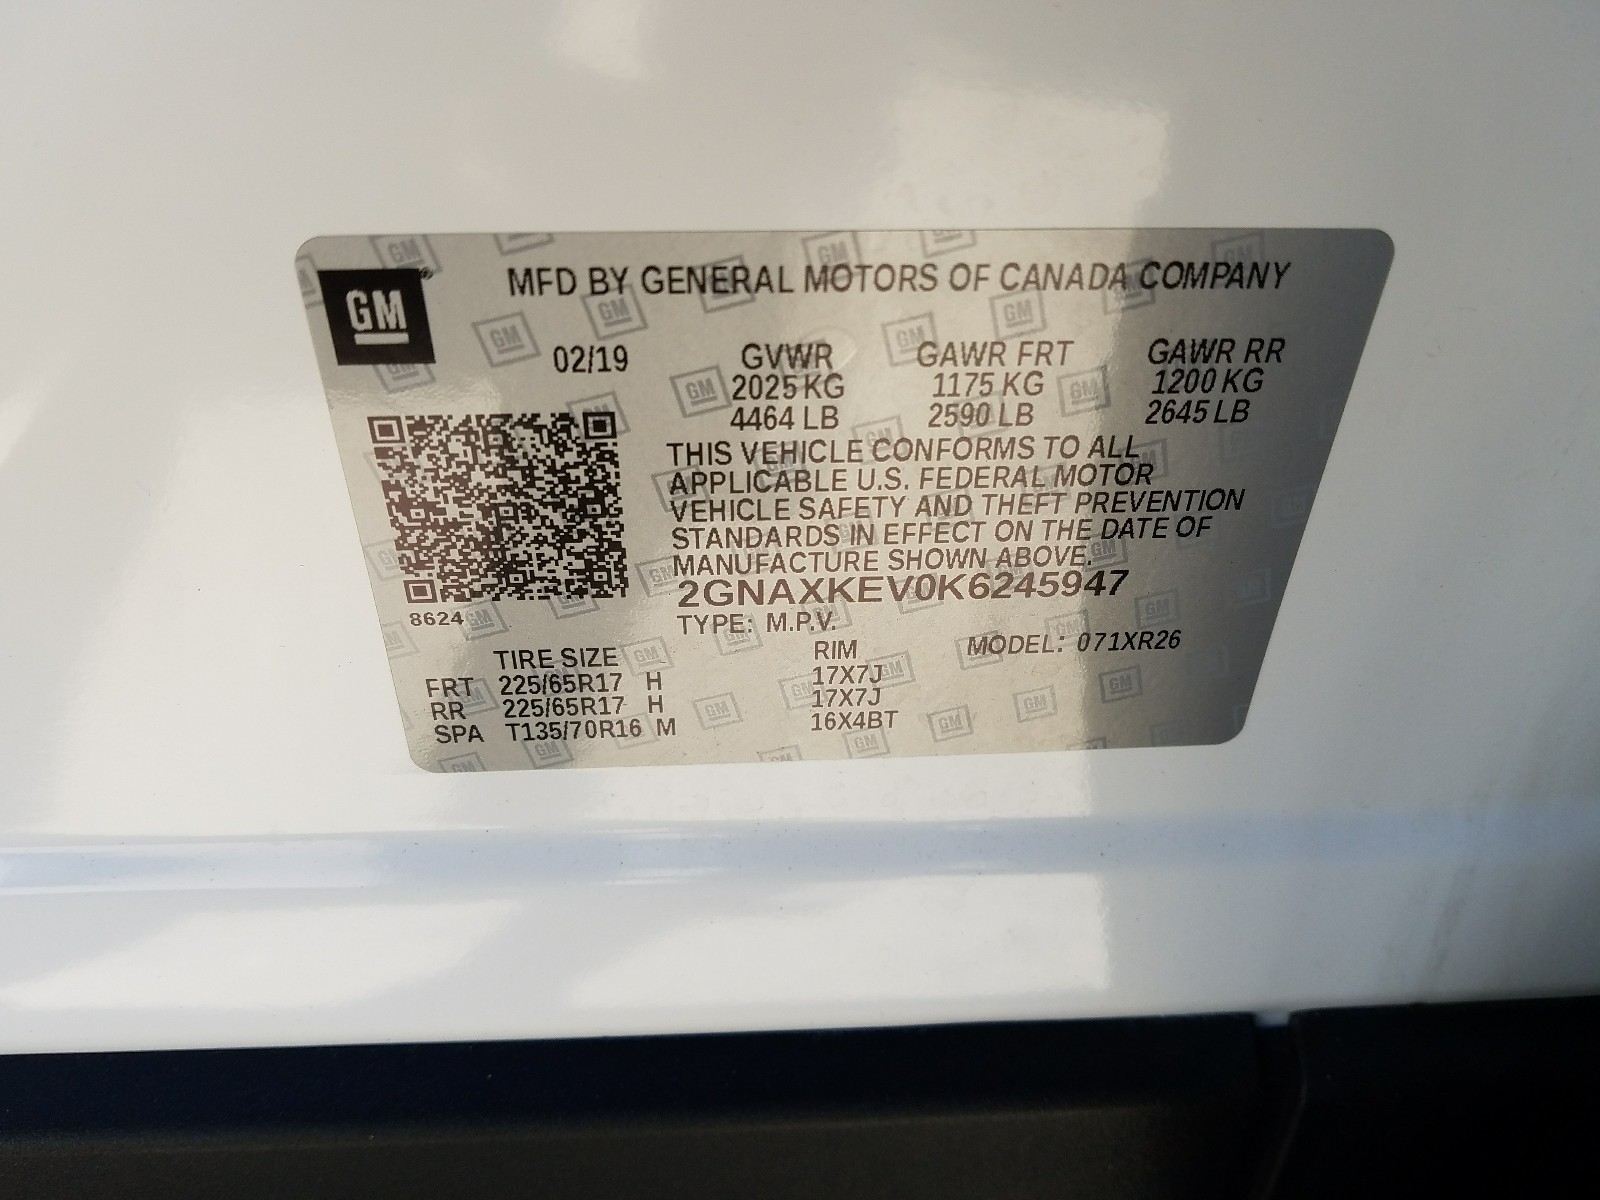 GM
MFD BY GENERAL MOTORS OF CANADA COMPANY
02/19 GVWR GAWR FRT GAWR RR
2025 KG 1175 KG 1200 KG
4464 LB 2590 LB 2645 LB
THIS VEHICLE CONFORMS TO ALL
APPLICABLE U.S. FEDERAL MOTOR
VEHICLE SAFETY AND THEFT PREVENTION
STANDARDS IN EFFECT ON THE DATE OF
MANUFACTURE SHOWN ABOVE.
2GNAXKEV0K6245947
8624
TYPE: M.P.V.
MODEL: 071XR26
TIRE SIZE RIM
FRT 225/65R17 H 17X7J
RR 225/65R17 H 17X7J
SPA T135/70R16 M 16X4BT